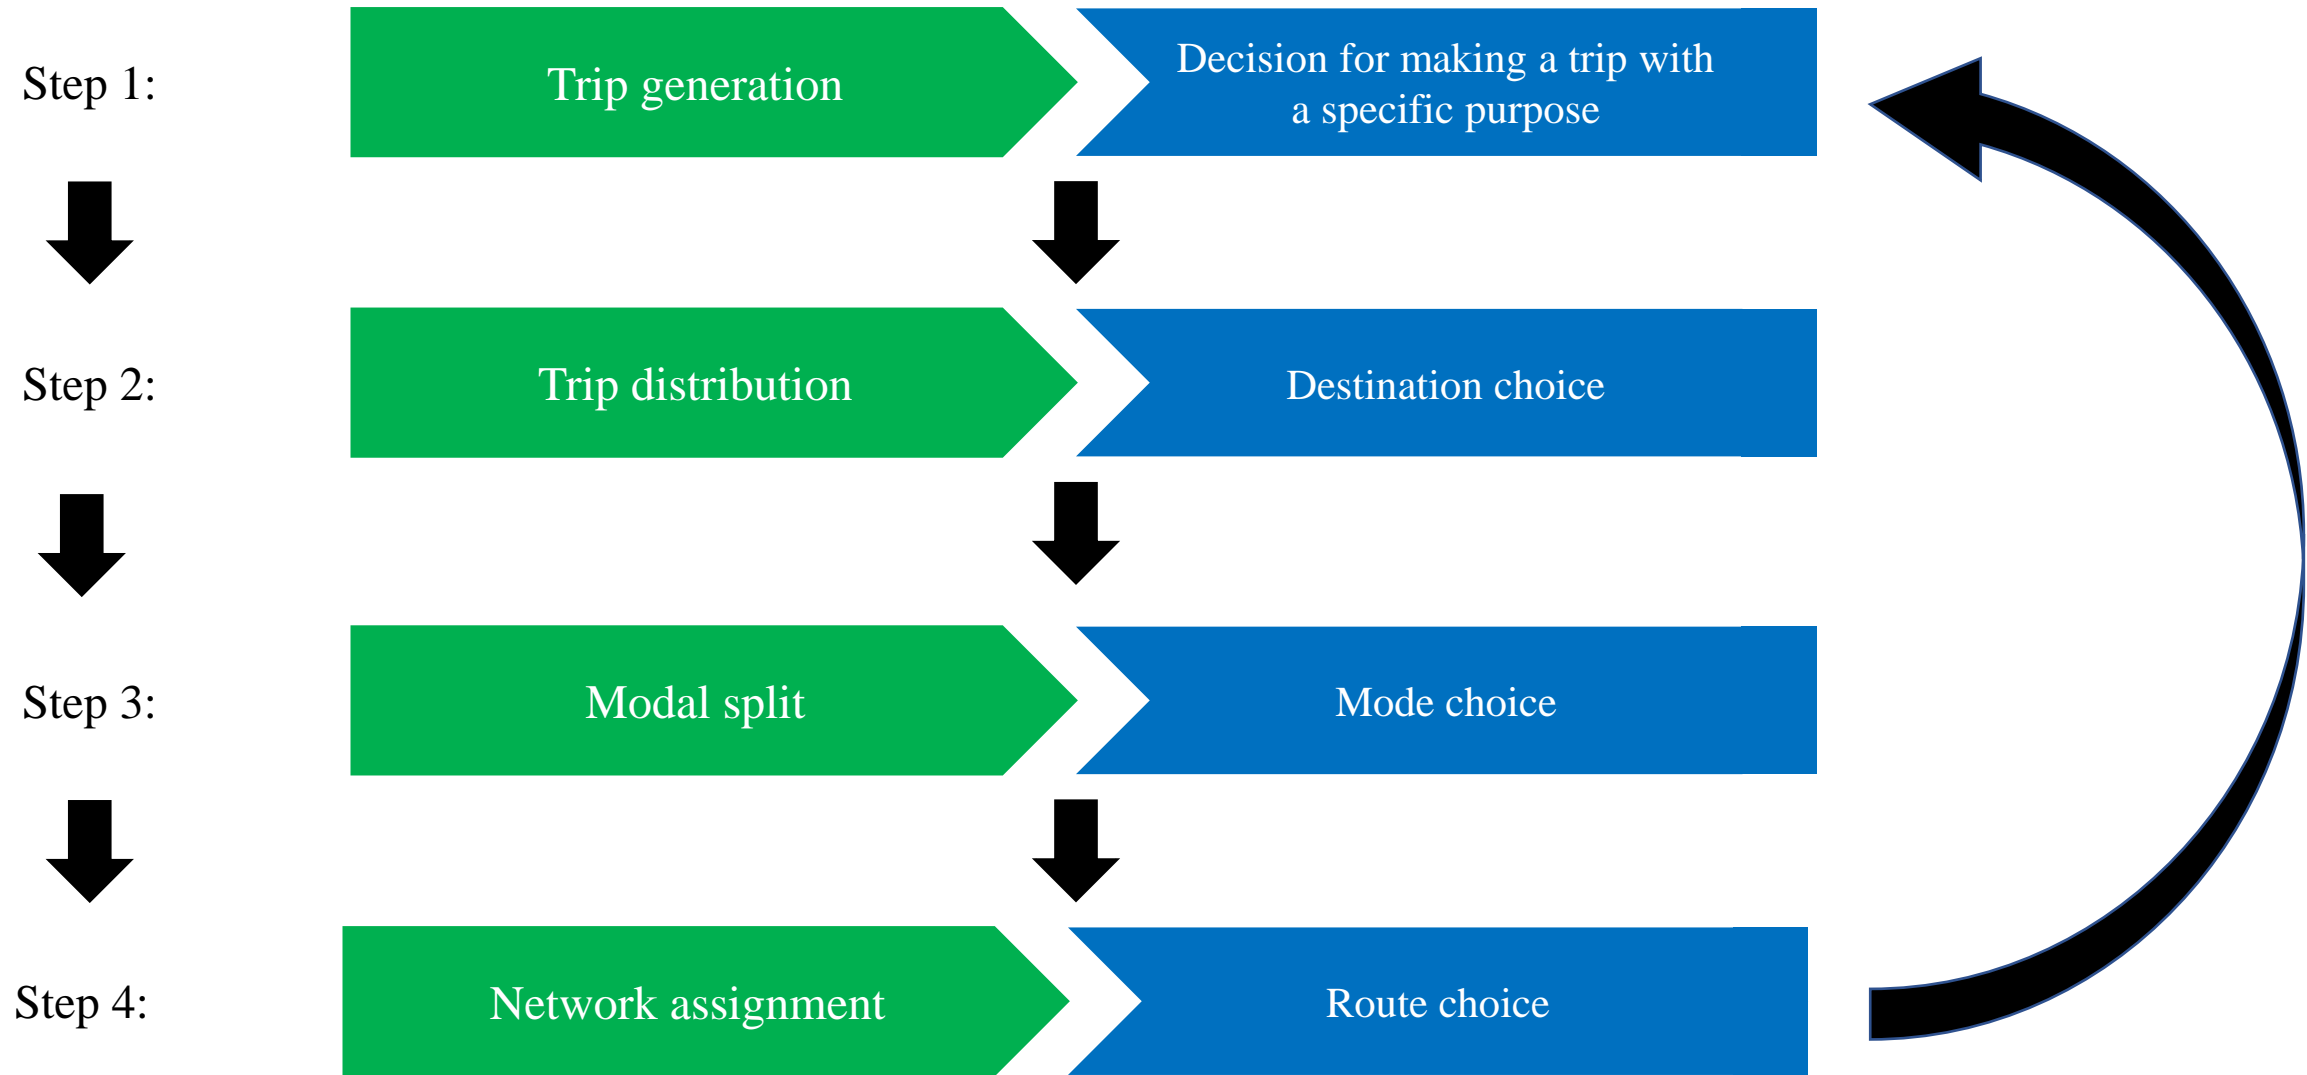 Step 1:
Trip generation
Decision for making a trip with
a specific purpose
Step 2:
Trip distribution
Destination choice
Step 3:
Modal split
Mode choice
Step 4:
Network assignment
Route choice